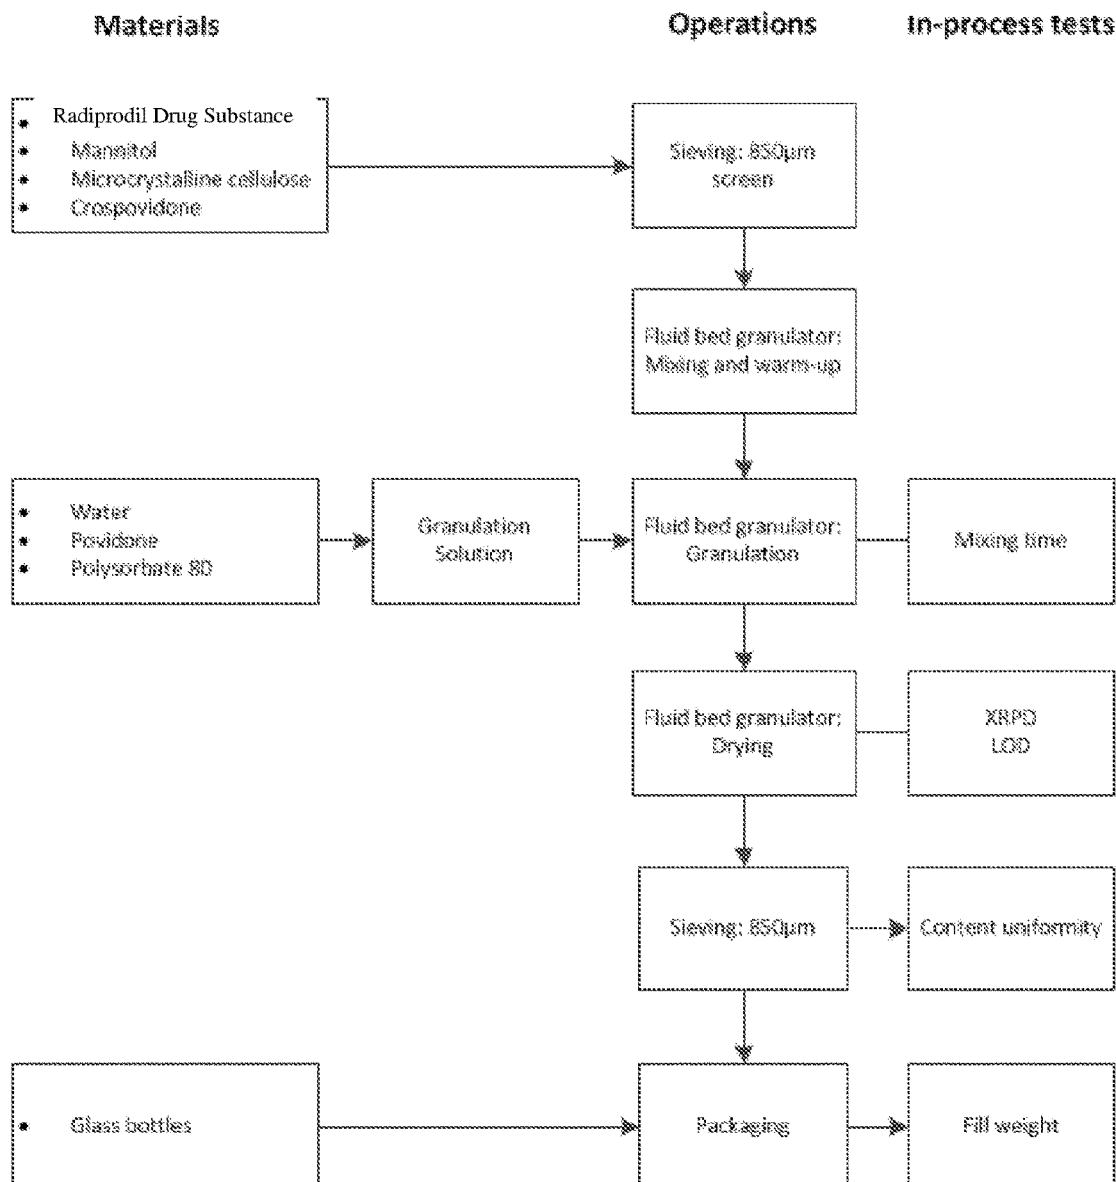 Materials
Operations
In-process tests
• Radiprodil Drug Substance
• Mannitol
• Microcrystalline cellulose
• Crospovidone
Sieving: 850µm
screen
Fluid bed granulator:
Mixing and warm-up
• Water
• Povidone
• Polysorbate 80
Granulation
Solution
Fluid bed granulator:
Granulation
Mixing time
Fluid bed granulator:
Drying
XRPD
LOD
Sieving: 850µm
Content uniformity
• Glass bottles
Packaging
Fill weight